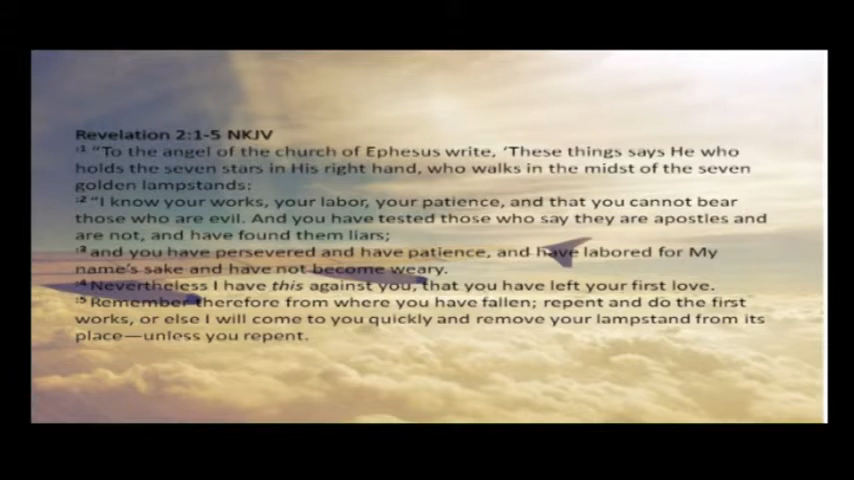 Revelation 2:1-5 NKJV
:1 "To the angel of the church of Ephesus write, 'These things says He who
holds the seven stars in His right hand, who walks in the midst of the seven
golden lampstands:
:2 "I know your works, your labor, your patience, and that you cannot bear
those who are evil. And you have tested those who say they are apostles and
are not, and have found them liars;
:3 and you have persevered and have patience, and have labored for My
name's sake and have not become weary.
:4 Nevertheless I have this against you, that you have left your first love.
:5 Remember therefore from where you have fallen; repent and do the first
works, or else I will come to you quickly and remove your lampstand from its
place—unless you repent.